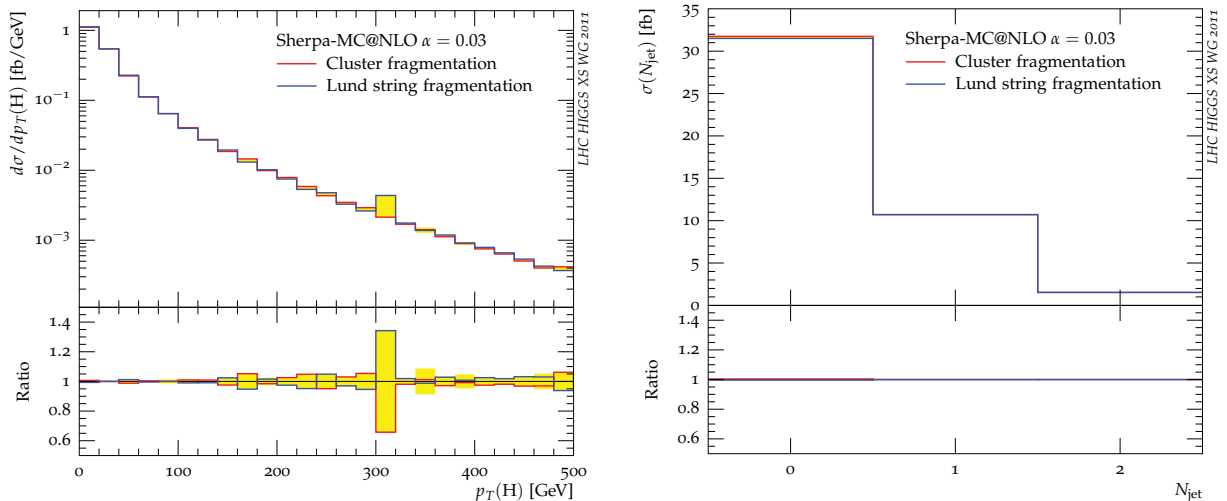 Sherpa-MC@NLO α = 0.03
Cluster fragmentation
Lund string fragmentation
LHC HIGGS XS WG 2011
dσ/dp_T(H) [fb/GeV]
1
10⁻¹
10⁻²
10⁻³
Ratio
1.4
1.2
1
0.8
0.6
0 100 200 300 400 500
p_T(H) [GeV]
Sherpa-MC@NLO α = 0.03
Cluster fragmentation
Lund string fragmentation
LHC HIGGS XS WG 2011
σ(N_jet) [fb]
35
30
25
20
15
10
5
0
Ratio
1.4
1.2
1
0.8
0.6
0 1 2
N_jet